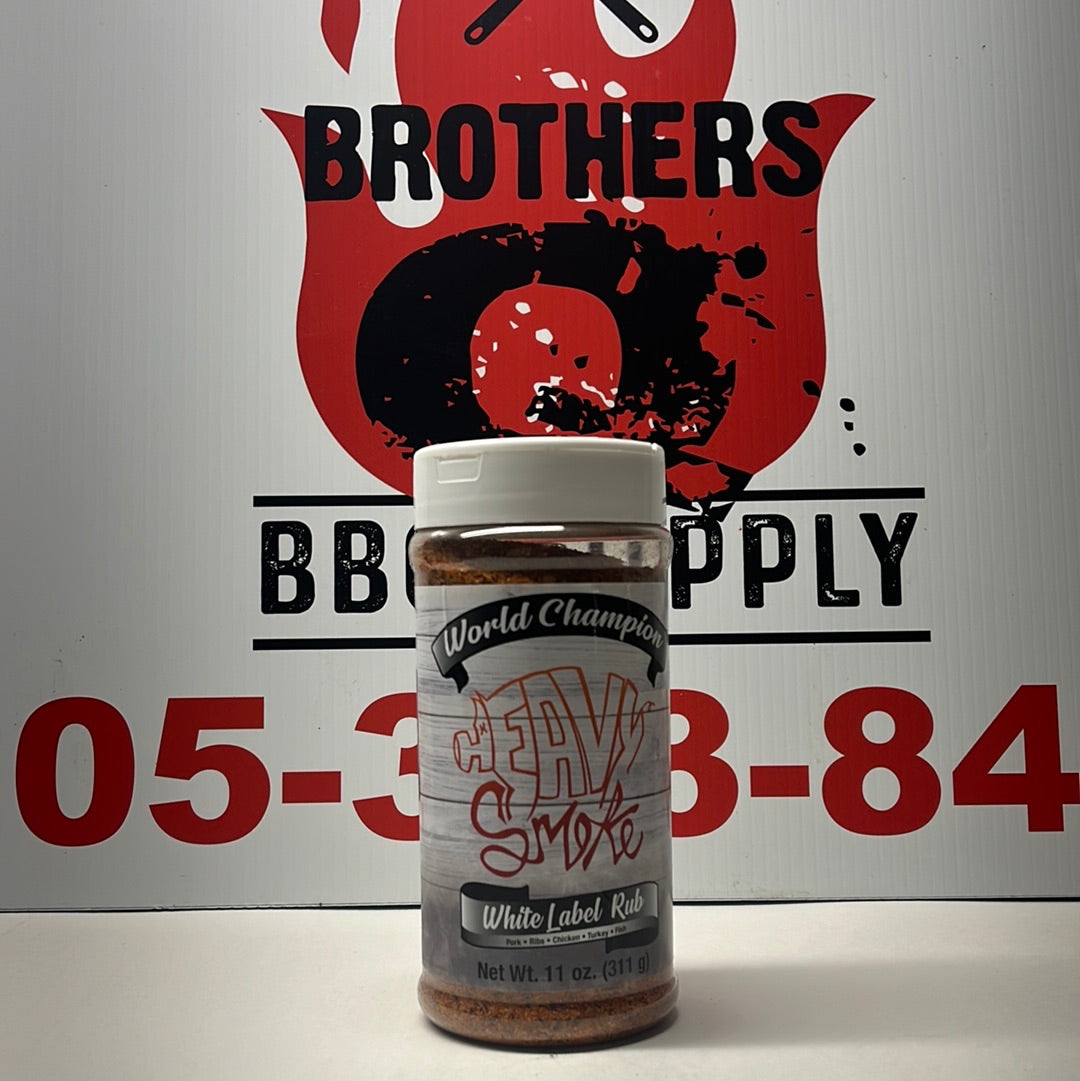 BROTHERS
BBQ SUPPLY
05-3 8-84
World Champion
HEAVY
Smoke
White Label Rub
Pork • Ribs • Chicken • Turkey • Fish
Net Wt. 11 oz. (311 g)